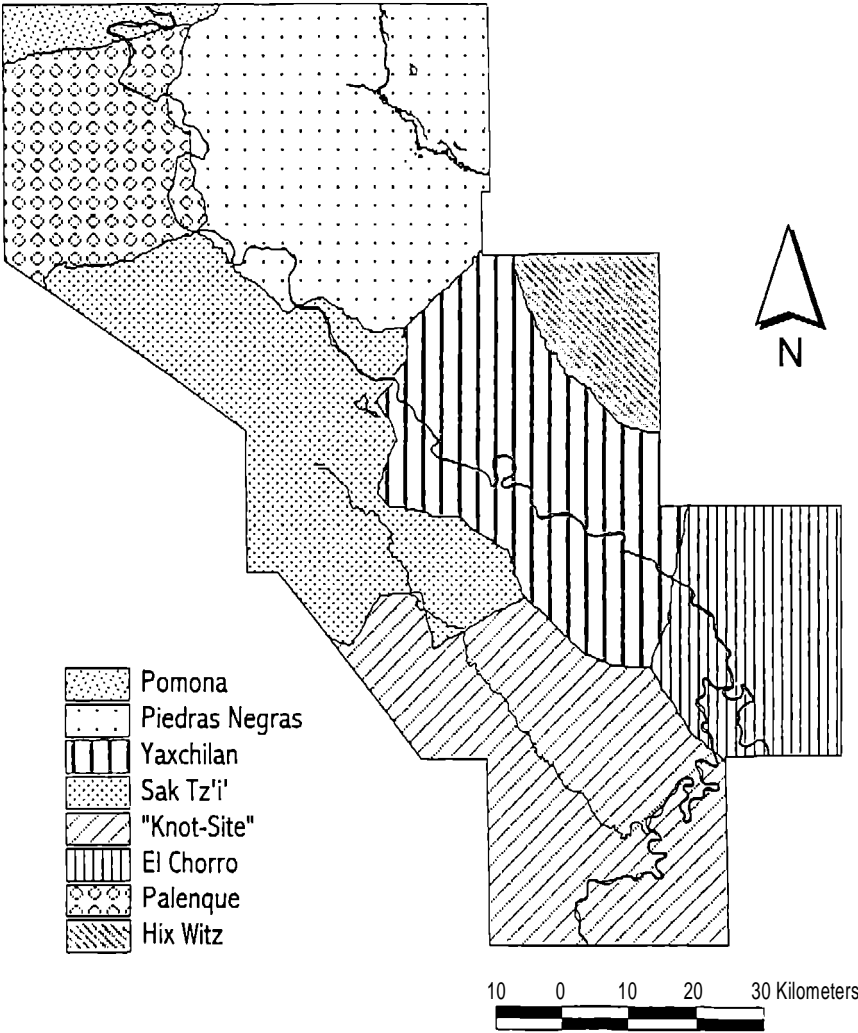 N
Pomona
Piedras Negras
Yaxchilan
Sak Tz'i'
"Knot-Site"
El Chorro
Palenque
Hix Witz
10 0 10 20 30 Kilometers